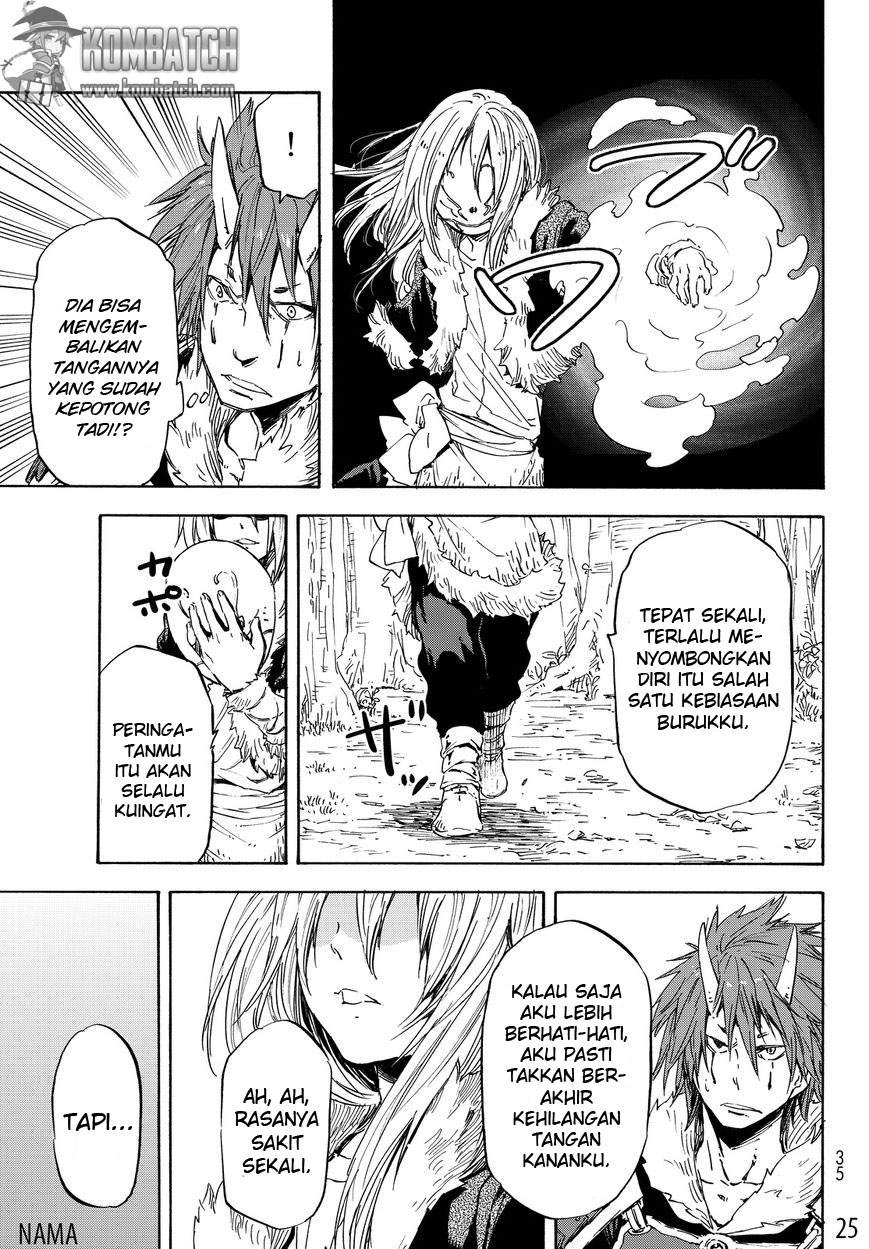 KOMBATCH
www.kombatch.com
ブ
ワ
!
DIA BISA
MENGEM-
BALIKAN
TANGANNYA
YANG SUDAH
KEPOTONG
TADI!?
TEPAT SEKALI,
TERLALU ME-
NYOMBONGKAN
DIRI ITU SALAH
SATU KEBIASAAN
BURUKKU.
ザッ
カポ
PERINGA-
TANMU
ITU AKAN
SELALU
KUINGAT.
KALAU SAJA
AKU LEBIH
BERHATI-HATI,
AKU PASTI
TAKKAN BER-
AKHIR
KEHILANGAN
TANGAN
KANANKU.
AH, AH,
RASANYA
SAKIT
SEKALI.
TAPI...
35
25
NAMA